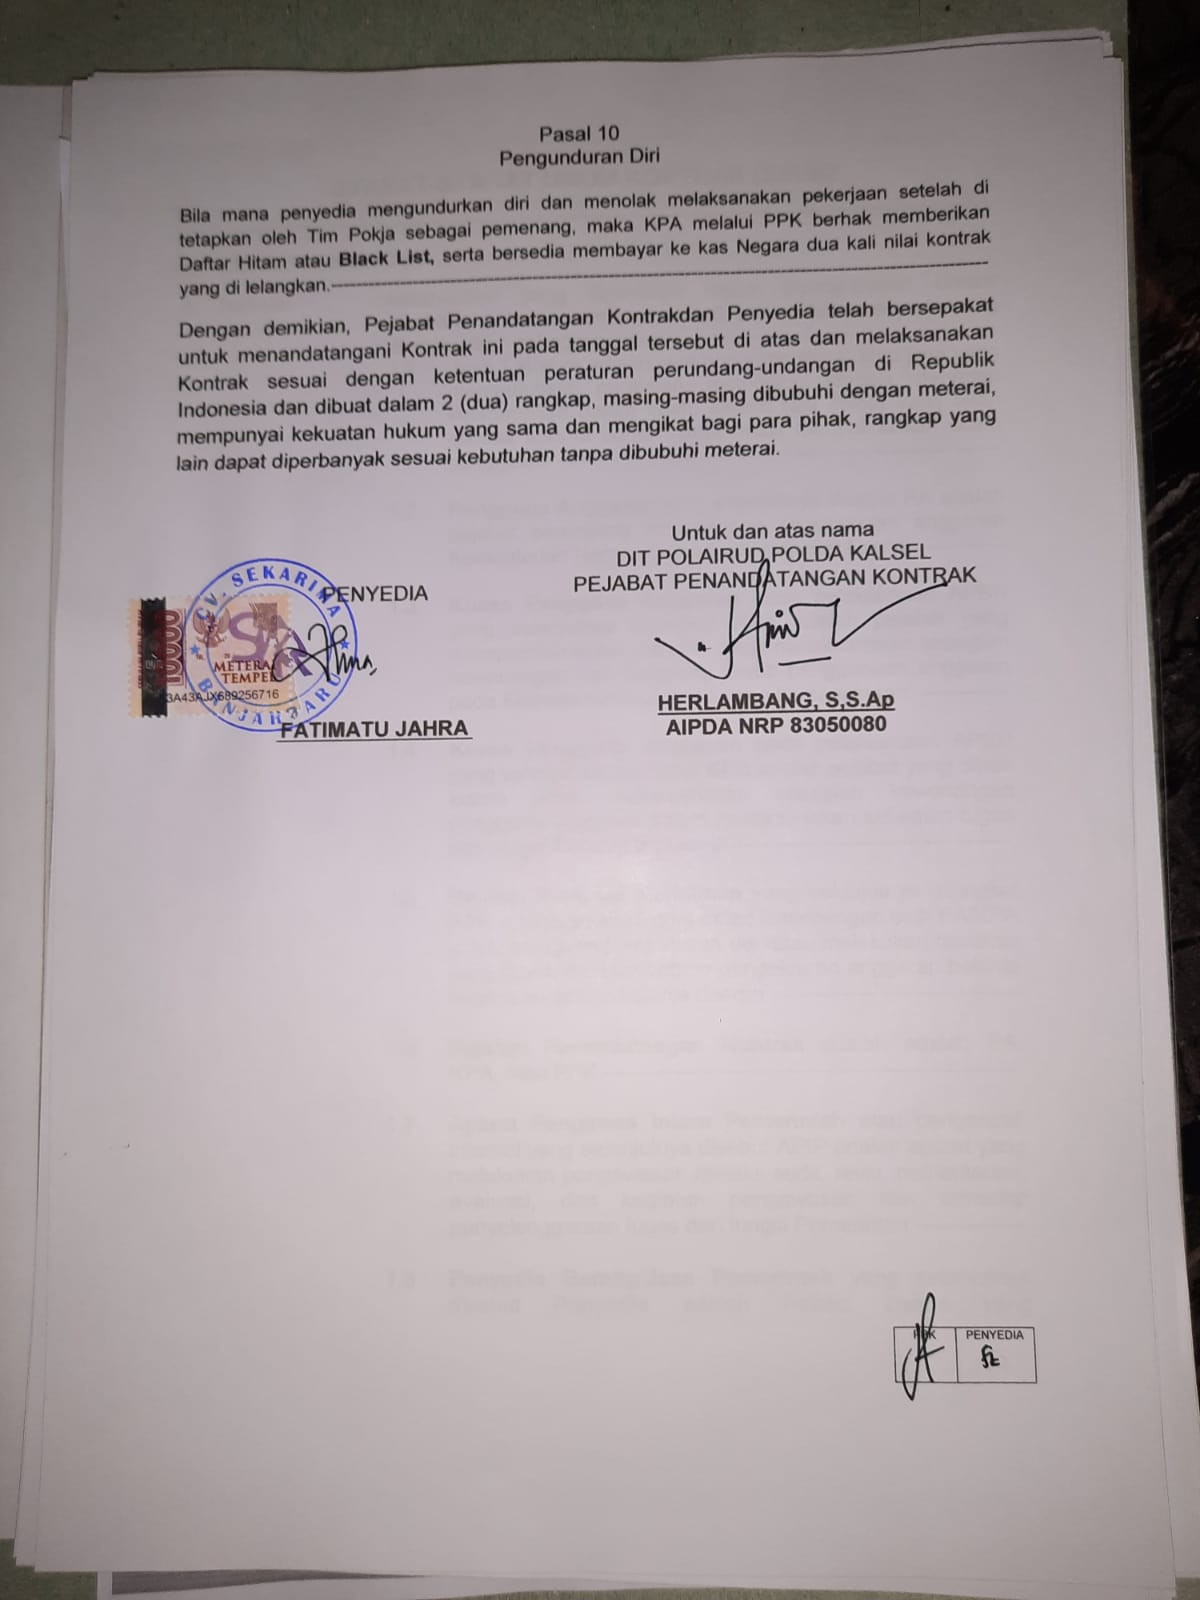 Pasal 10
Pengunduran Diri
Bila mana penyedia mengundurkan diri dan menolak melaksanakan pekerjaan setelah di
tetapkan oleh Tim Pokja sebagai pemenang, maka KPA melalui PPK berhak memberikan
Daftar Hitam atau Black List, serta bersedia membayar ke kas Negara dua kali nilai kontrak
yang di lelangkan.
Dengan demikian, Pejabat Penandatangan Kontrakdan Penyedia telah bersepakat
untuk menandatangani Kontrak ini pada tanggal tersebut di atas dan melaksanakan
Kontrak sesuai dengan ketentuan peraturan perundang-undangan di Republik
Indonesia dan dibuat dalam 2 (dua) rangkap, masing-masing dibubuhi dengan meterai,
mempunyai kekuatan hukum yang sama dan mengikat bagi para pihak, rangkap yang
lain dapat diperbanyak sesuai kebutuhan tanpa dibubuhi meterai.
Untuk dan atas nama
DIT POLAIRUD POLDA KALSEL
PEJABAT PENANDATANGAN KONTRAK
PENYEDIA
CV. SEKARIMA
BANJARBARU
METERAI
TEMPEL
3A43AJX689256716
FATIMATU JAHRA
HERLAMBANG, S,S.Ap
AIPDA NRP 83050080
PPK
PENYEDIA